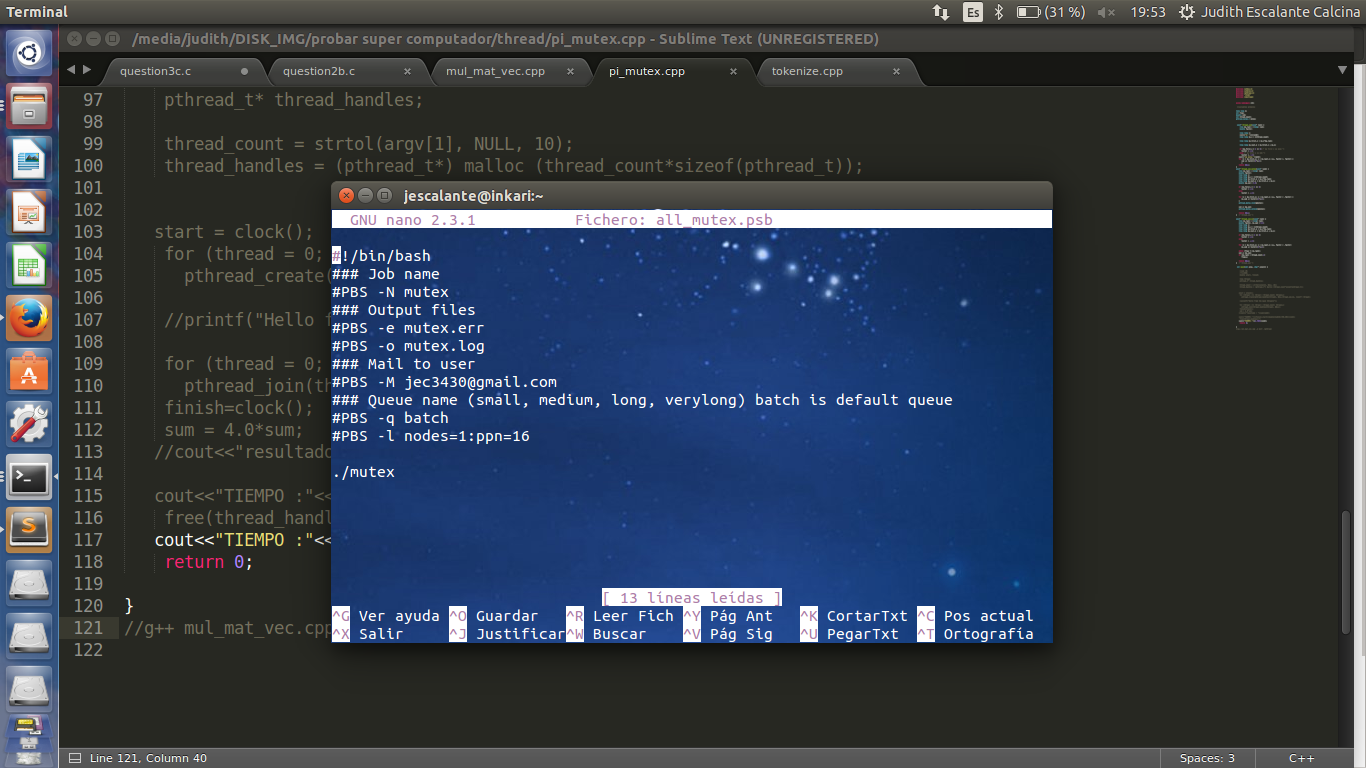 Terminal
Es
(31 %)
19:53
Judith Escalante Calcina
/media/judith/DISK_IMG/probar super computador/thread/pi_mutex.cpp - Sublime Text (UNREGISTERED)
question3c.c
question2b.c
mul_mat_vec.cpp
pi_mutex.cpp
tokenize.cpp
97 pthread_t* thread_handles;
98
99 thread_count = strtol(argv[1], NULL, 10);
100 thread_handles = (pthread_t*) malloc (thread_count*sizeof(pthread_t));
101
102
103 start = clock();
104 for (thread = 0;
105 pthread_create(
106
107 //printf("Hello f
108
109 for (thread = 0;
110 pthread_join(th
111 finish=clock();
112 sum = 4.0*sum;
113 //cout<<"resultado
114
115 cout<<"TIEMPO :"<<
116 free(thread_handl
117 cout<<"TIEMPO :"<<
118 return 0;
119
120 }
121 //g++ mul_mat_vec.cpp
122
jescalante@inkari:~
GNU nano 2.3.1 Fichero: all_mutex.psb
#!/bin/bash
### Job name
#PBS -N mutex
### Output files
#PBS -e mutex.err
#PBS -o mutex.log
### Mail to user
#PBS -M jec3430@gmail.com
### Queue name (small, medium, long, verylong) batch is default queue
#PBS -q batch
#PBS -l nodes=1:ppn=16
./mutex
[ 13 líneas leídas ]
^G Ver ayuda ^O Guardar ^R Leer Fich ^Y Pág Ant ^K CortarTxt ^C Pos actual
^X Salir ^J Justificar ^W Buscar ^V Pág Sig ^U PegarTxt ^T Ortografía
Line 121, Column 40
Spaces: 3
C++